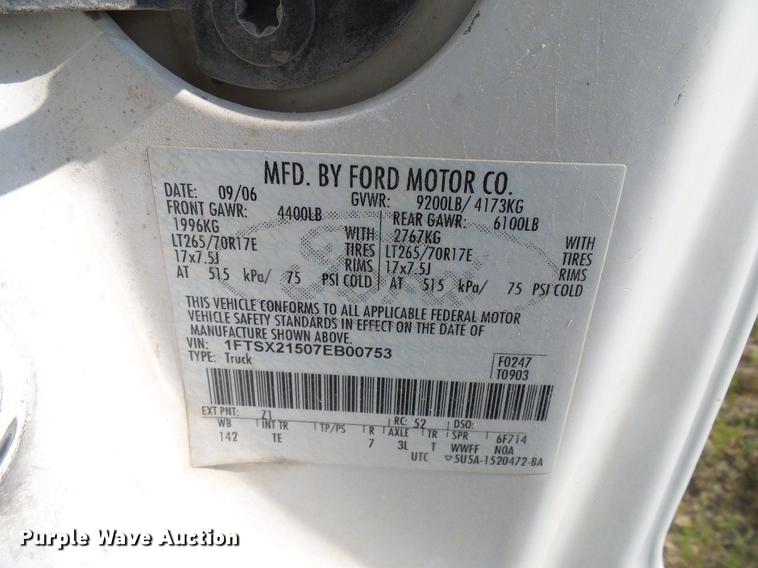 MFD. BY FORD MOTOR CO.
DATE: 09/06 GVWR: 9200LB/ 4173KG
FRONT GAWR: 4400LB REAR GAWR: 6100LB
1996KG WITH 2767KG WITH
LT265/70R17E TIRES LT265/70R17E TIRES
17x7.5J RIMS 17x7.5J RIMS
AT 515 kPa/ 75 PSI COLD AT 515 kPa/ 75 PSI COLD
THIS VEHICLE CONFORMS TO ALL APPLICABLE FEDERAL MOTOR
VEHICLE SAFETY STANDARDS IN EFFECT ON THE DATE OF
MANUFACTURE SHOWN ABOVE.
VIN: 1FTSX21507EB00753
TYPE: Truck F0247
T0903
EXT PNT: Z1 RC: 52 DSO:
WB INT TR TP/PS R AXLE TR SPR 6F714
142 TE 7 3L T WWFF N0A
UTC ▽5U5A-1520472-BA
Purple Wave Auction